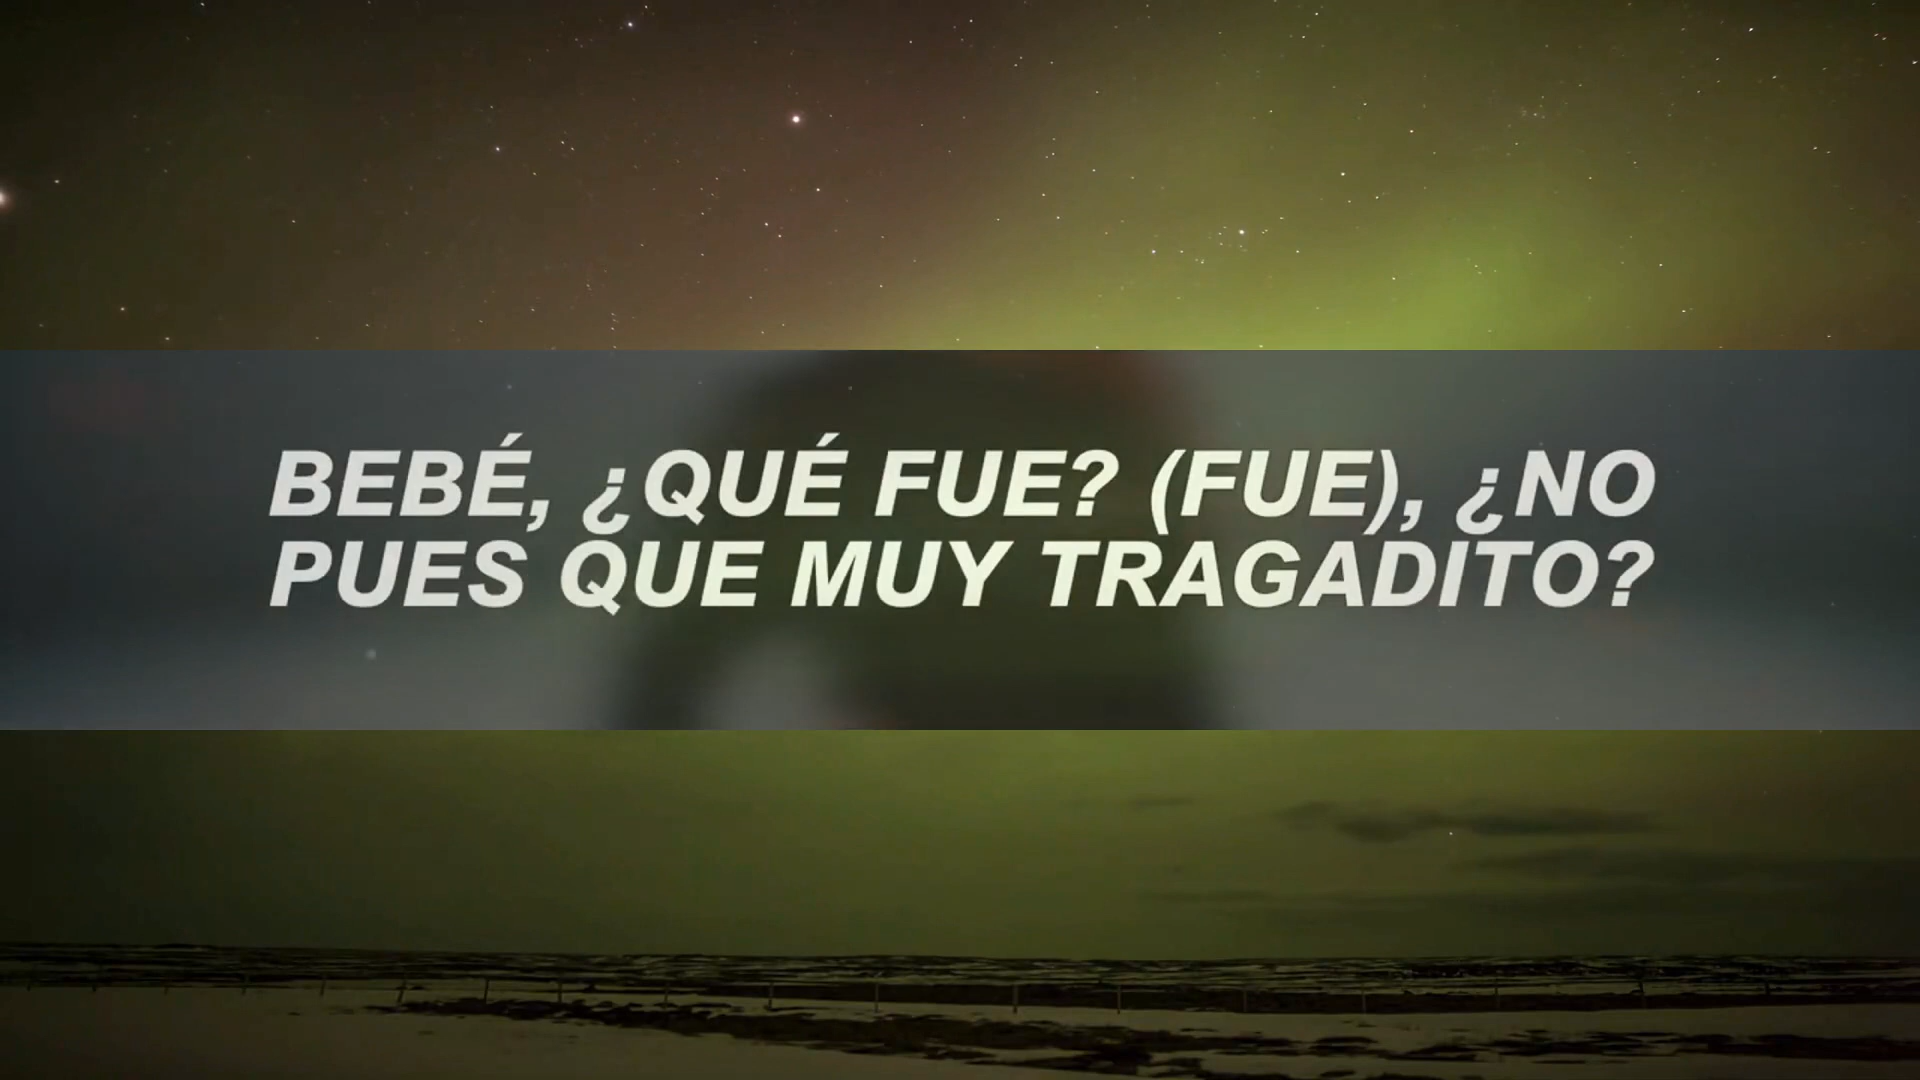 BEBÉ, ¿QUÉ FUE? (FUE), ¿NO
PUES QUE MUY TRAGADITO?